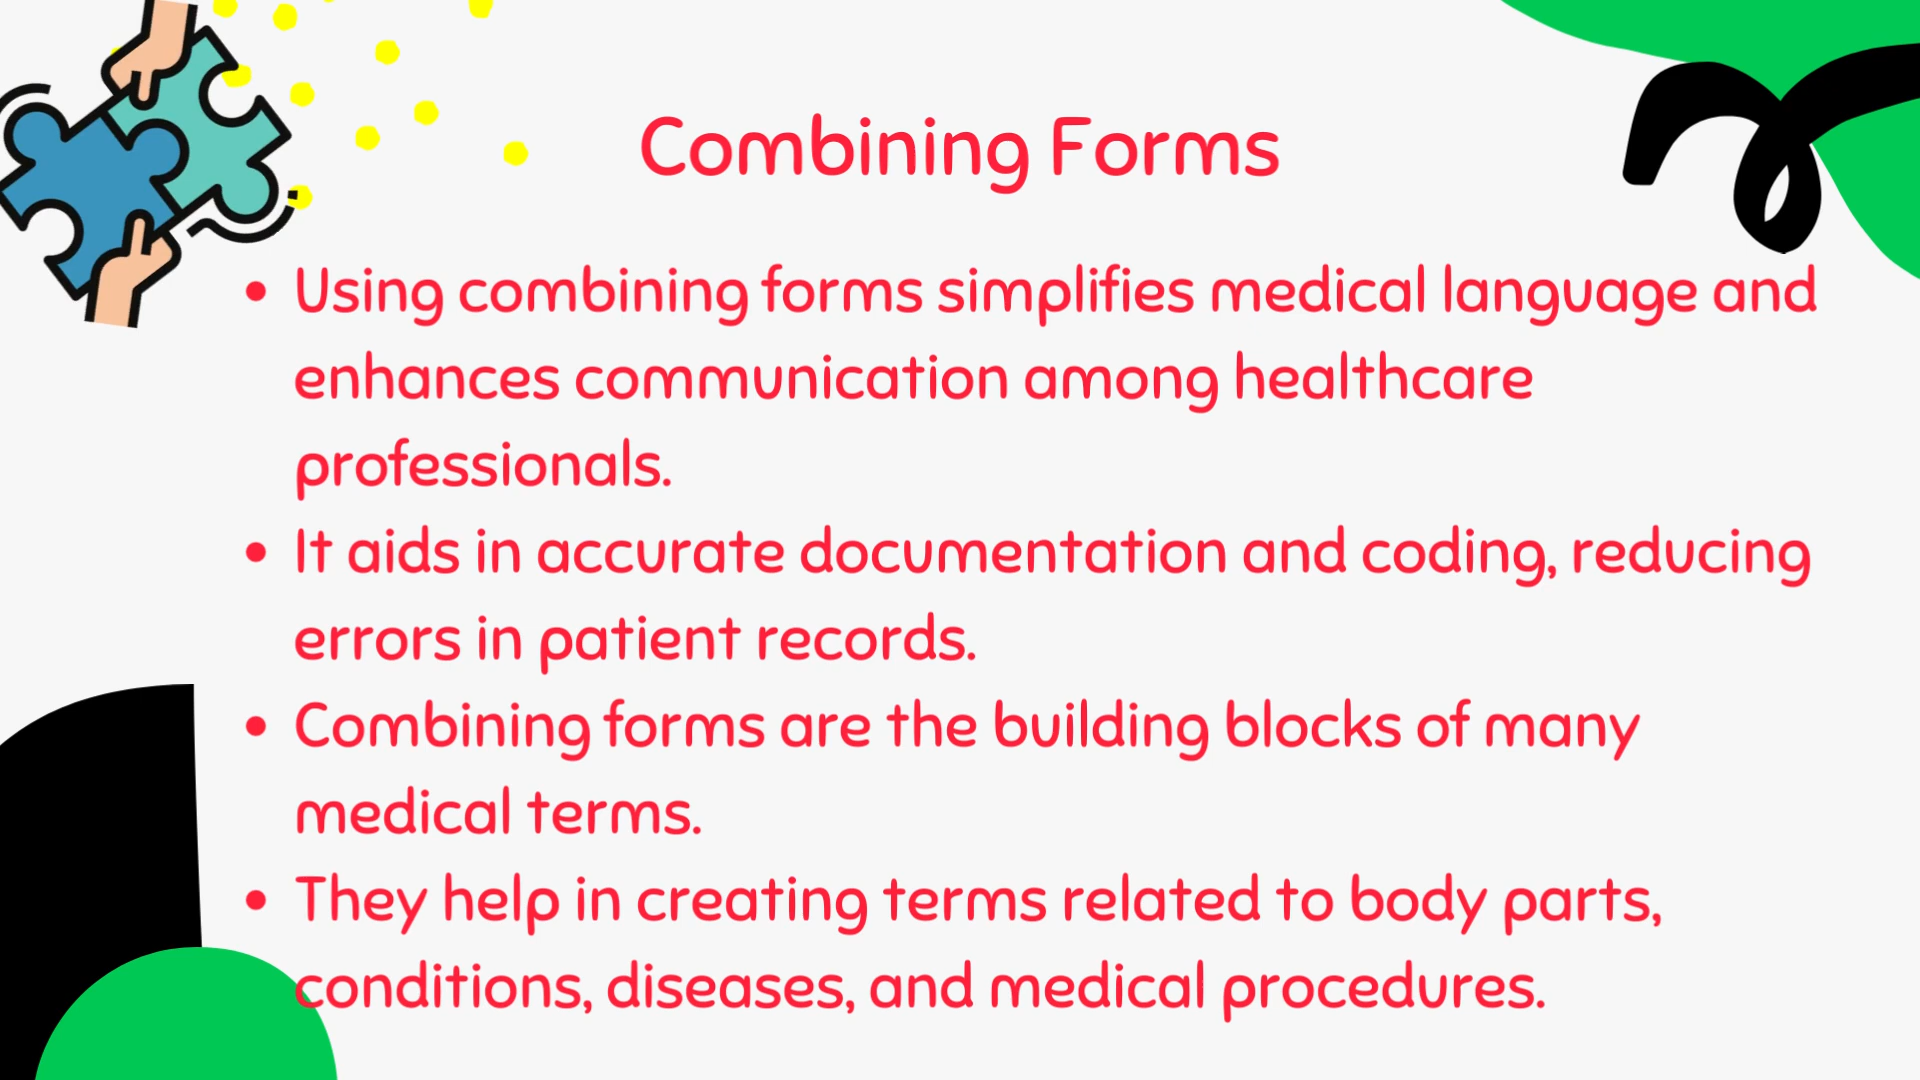 Combining Forms
• Using combining forms simplifies medical language and
enhances communication among healthcare
professionals.
• It aids in accurate documentation and coding, reducing
errors in patient records.
• Combining forms are the building blocks of many
medical terms.
• They help in creating terms related to body parts,
conditions, diseases, and medical procedures.